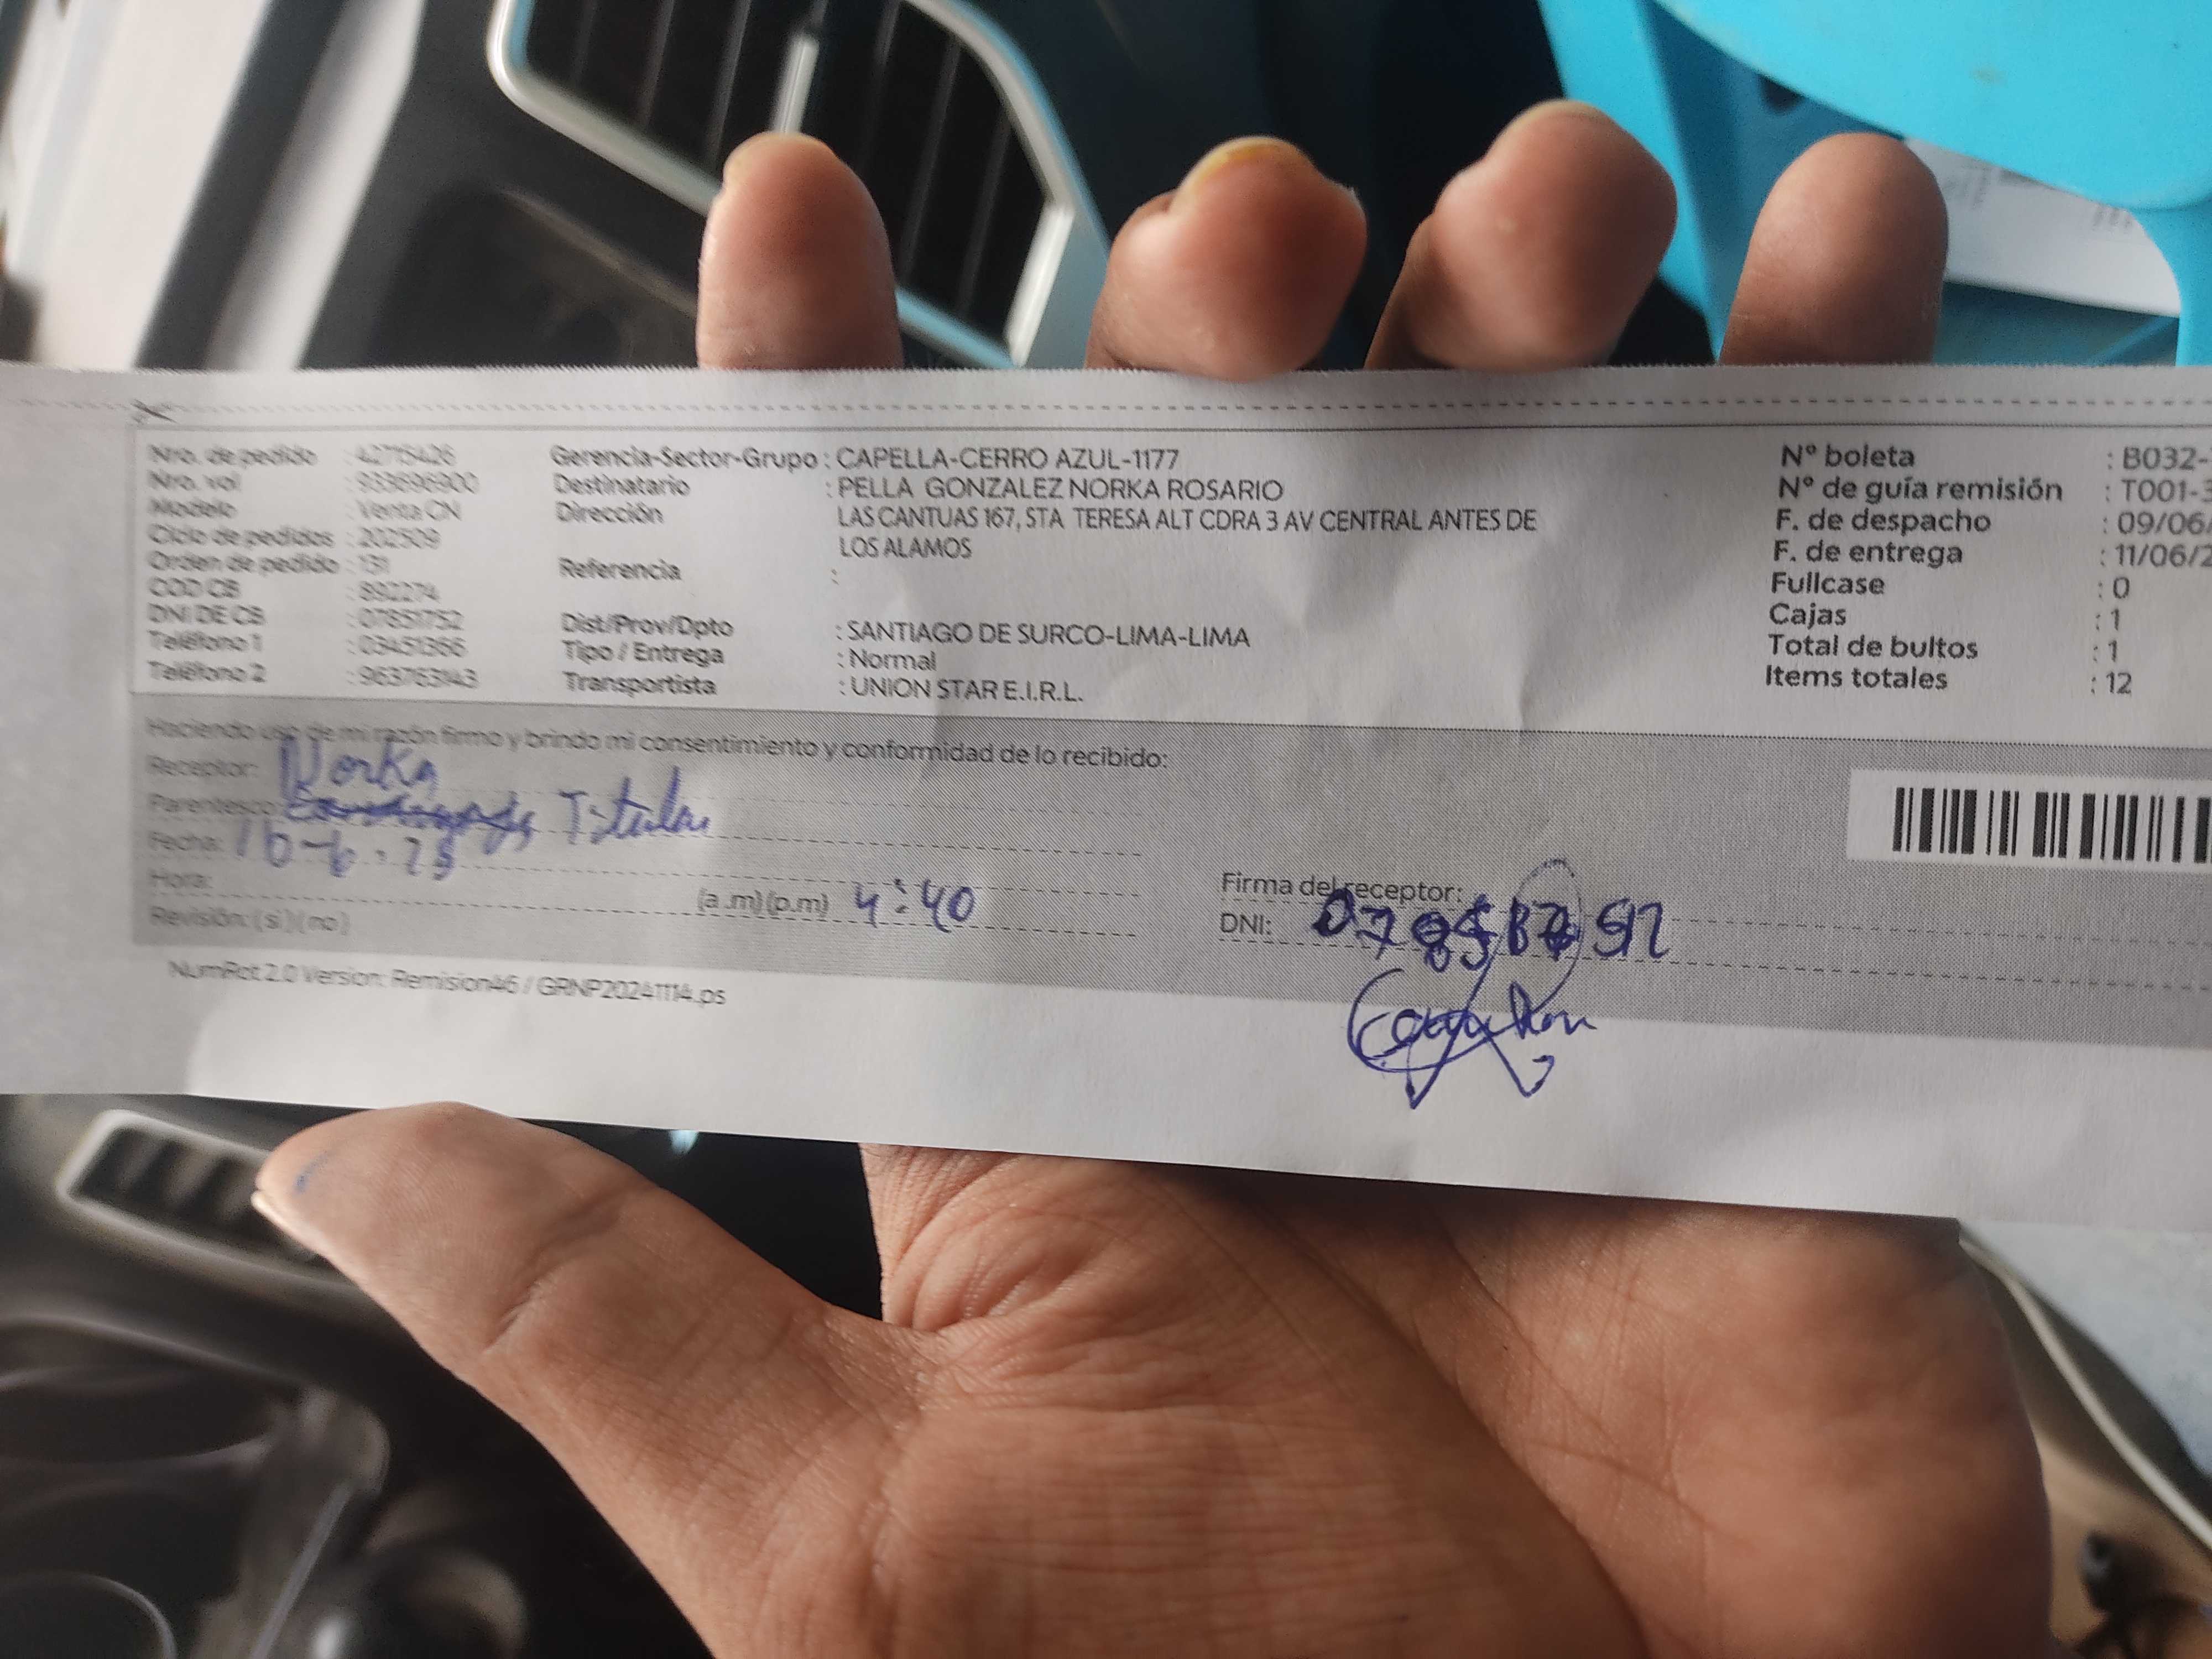 Nro. de pedido : 42715426
Nro. vol : 933696900
Modelo : Venta CN
Ciclo de pedidos : 202509
Orden de pedido : 131
COD CB : 892274
DNI DE CB : 07851752
Teléfono 1 : 03451366
Teléfono 2 : 963763143
Gerencia-Sector-Grupo : CAPELLA-CERRO AZUL-1177
Destinatario : PELLA GONZALEZ NORKA ROSARIO
Dirección LAS CANTUAS 167, STA TERESA ALT CDRA 3 AV CENTRAL ANTES DE
LOS ALAMOS
Referencia :
Dist/Prov/Dpto : SANTIAGO DE SURCO-LIMA-LIMA
Tipo / Entrega : Normal
Transportista : UNION STAR E.I.R.L.
N° boleta : B032-
N° de guía remisión : T001-3
F. de despacho : 09/06/
F. de entrega : 11/06/2
Fullcase : 0
Cajas : 1
Total de bultos : 1
Items totales : 12
Haciendo uso de mi razón firmo y brindo mi consentimiento y conformidad de lo recibido:
Receptor: Norka
Parentesco: Titular
Fecha:
Hora: (a.m)(p.m) 4:40
Revisión: (si)(no)
Firma del receptor:
DNI:
NumRot 2.0 Version: Remision46 / GRNP20241114.ps